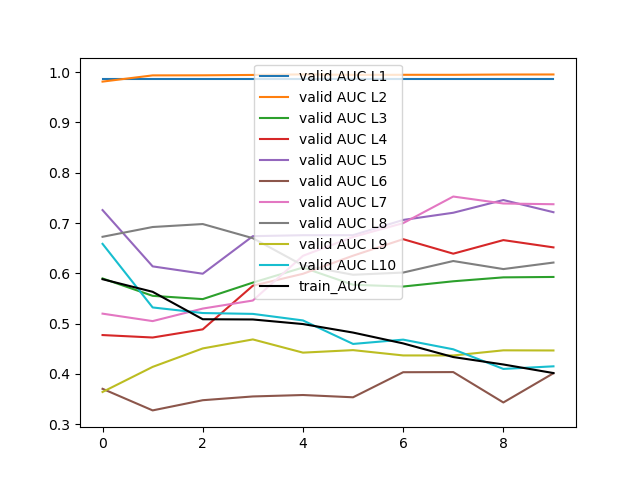 1.0
0.9
0.8
0.7
0.6
0.5
0.4
0.3
0
2
4
6
8
valid AUC L1
valid AUC L2
valid AUC L3
valid AUC L4
valid AUC L5
valid AUC L6
valid AUC L7
valid AUC L8
valid AUC L9
valid AUC L10
train_AUC